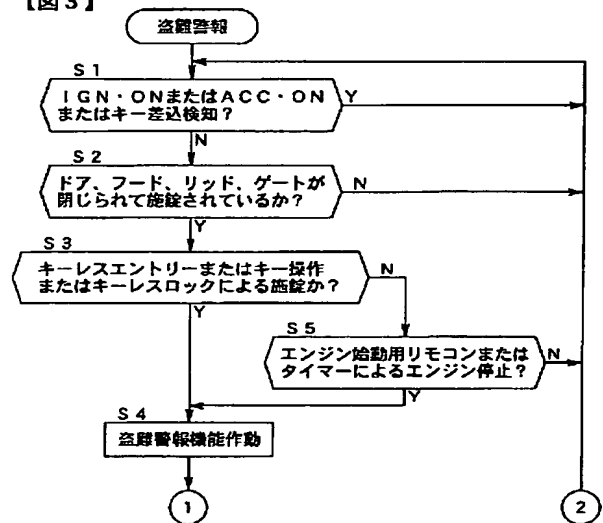 【図3】
盗難警報
S1
IGN・ONまたはACC・ON
またはキー差込検知?
Y
N
S2
ドア、フード、リッド、ゲートが
閉じられて施錠されているか?
N
Y
S3
キーレスエントリーまたはキー操作
またはキーレスロックによる施錠か?
N
Y
S5
エンジン始動用リモコンまたは
タイマーによるエンジン停止?
N
Y
S4
盗難警報機能作動
1
2